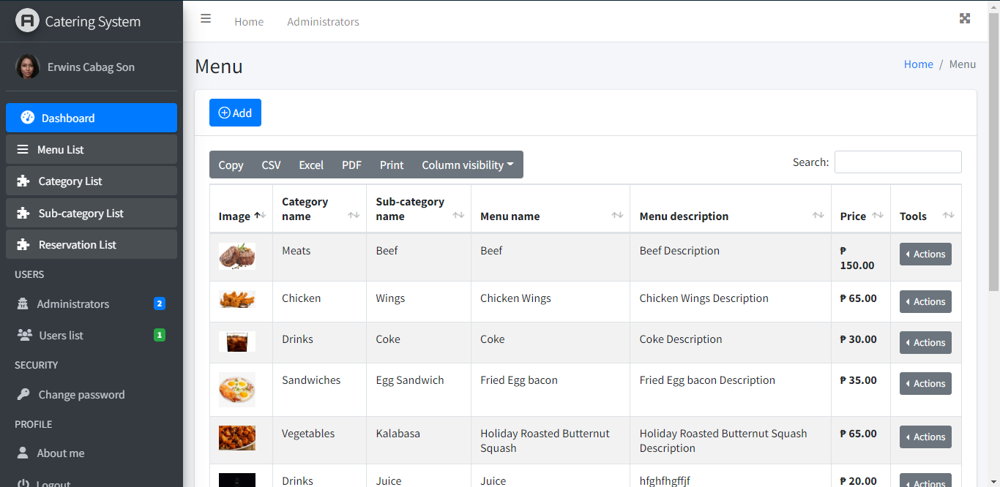 Catering System
Home
Administrators
Erwins Cabag Son
Menu
Home / Menu
Dashboard
Menu List
Category List
Sub-category List
Reservation List
USERS
Administrators 2
Users list 1
SECURITY
Change password
PROFILE
About me
Logout
Add
Copy CSV Excel PDF Print Column visibility
Search:
Image Category name Sub-category name Menu name Menu description Price Tools
Meats Beef Beef Beef Description ₱ 150.00 Actions
Chicken Wings Chicken Wings Chicken Wings Description ₱ 65.00 Actions
Drinks Coke Coke Coke Description ₱ 30.00 Actions
Sandwiches Egg Sandwich Fried Egg bacon Fried Egg bacon Description ₱ 35.00 Actions
Vegetables Kalabasa Holiday Roasted Butternut Squash Holiday Roasted Butternut Squash Description ₱ 65.00 Actions
Drinks Juice Juice hfghfhgffjf ₱ 20.00 Actions